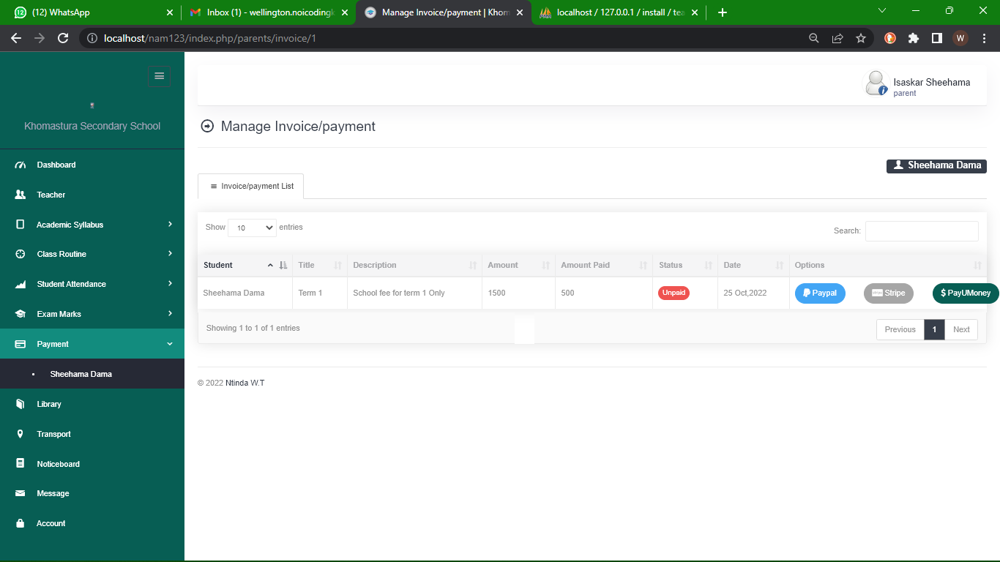 (12) WhatsApp
Inbox (1) - wellington.noicodingk
Manage Invoice/payment | Khom
localhost / 127.0.0.1 / install / tea
localhost/nam123/index.php/parents/invoice/1
W
Khomastura Secondary School
Dashboard
Teacher
Academic Syllabus
Class Routine
Student Attendance
Exam Marks
Payment
Sheehama Dama
Library
Transport
Noticeboard
Message
Account
Isaskar Sheehama
parent
Manage Invoice/payment
Sheehama Dama
Invoice/payment List
Show 10 entries
Search:
Student Title Description Amount Amount Paid Status Date Options
Sheehama Dama Term 1 School fee for term 1 Only 1500 500 Unpaid 25 Oct,2022 Paypal Stripe $ PayUMoney
Showing 1 to 1 of 1 entries
Previous 1 Next
© 2022 Ntinda W.T